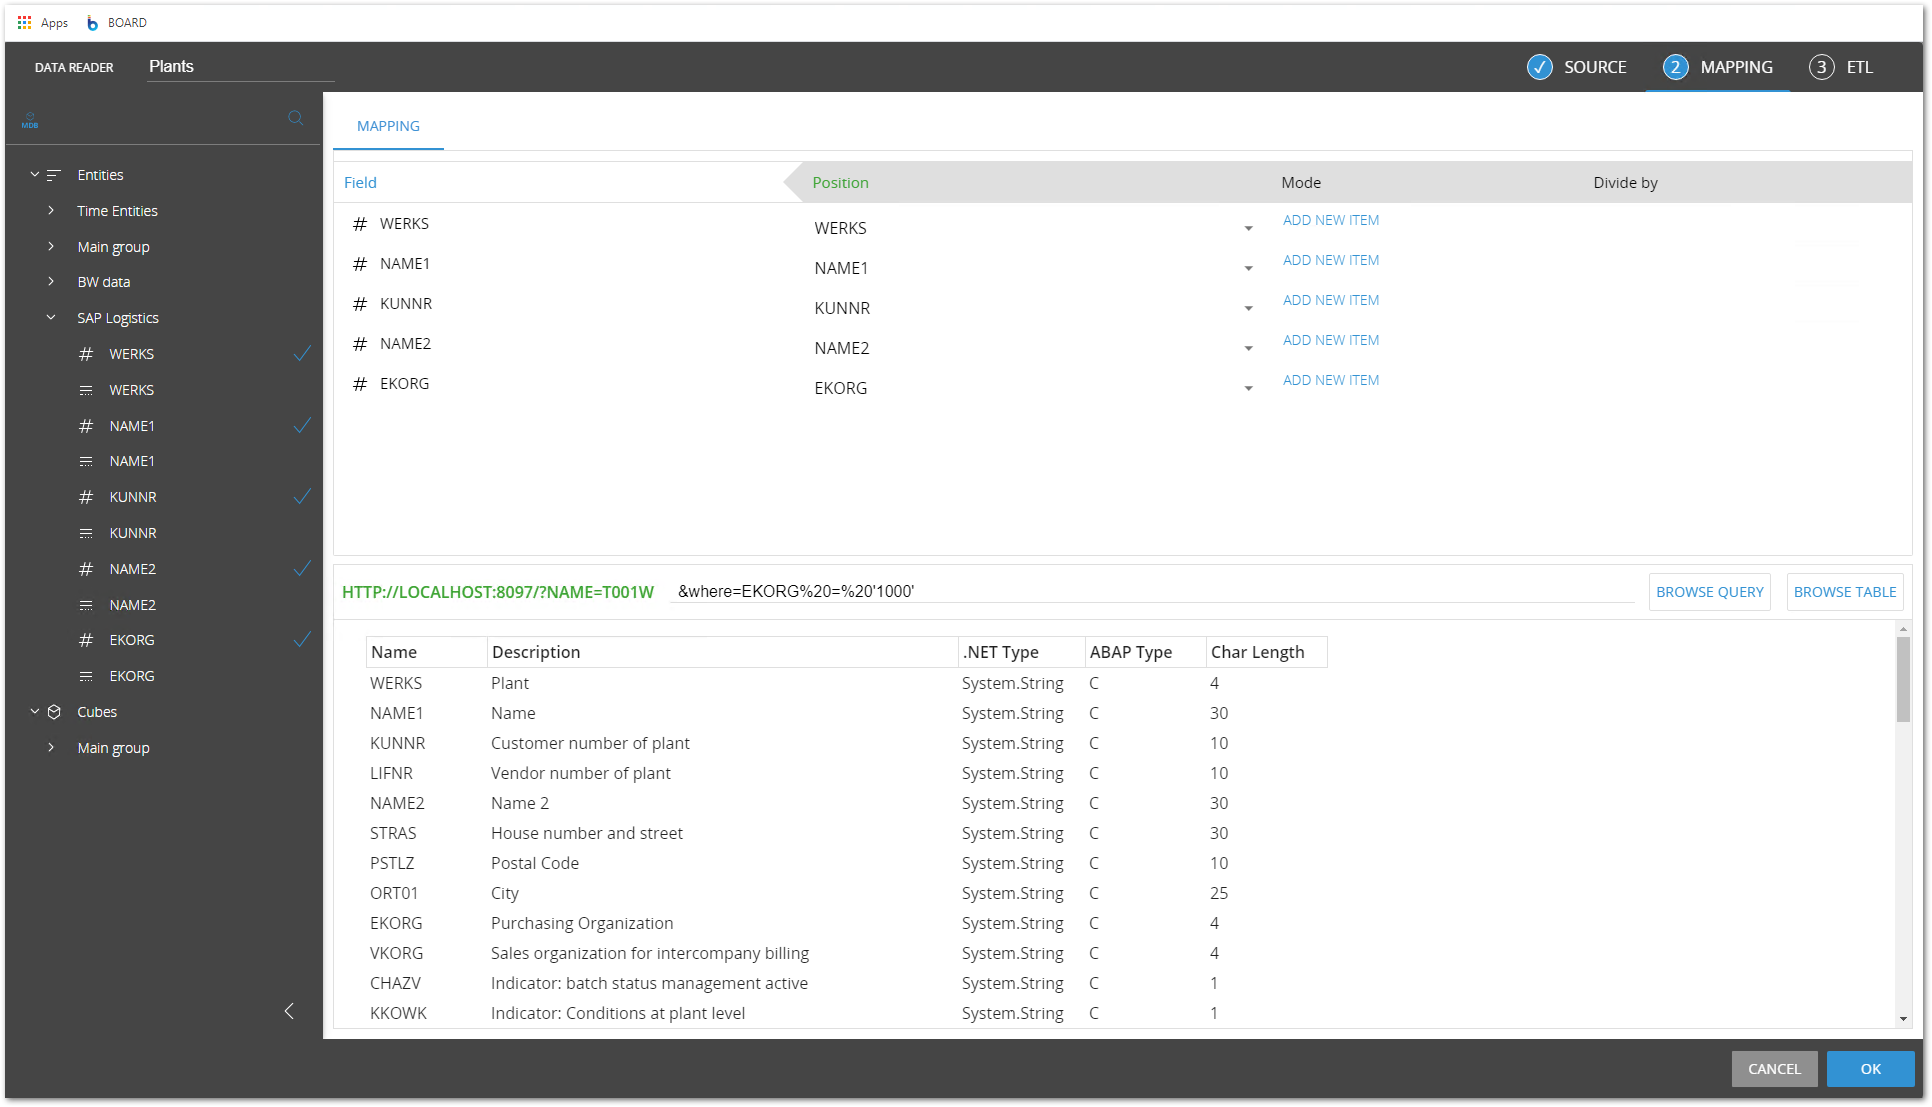 Apps BOARD
DATA READER Plants ✓ SOURCE 2 MAPPING 3 ETL
MDB
Entities
Time Entities
Main group
BW data
SAP Logistics
# WERKS
WERKS
# NAME1
NAME1
# KUNNR
KUNNR
# NAME2
NAME2
# EKORG
EKORG
Cubes
Main group
MAPPING
Field Position Mode Divide by
# WERKS WERKS ADD NEW ITEM
# NAME1 NAME1 ADD NEW ITEM
# KUNNR KUNNR ADD NEW ITEM
# NAME2 NAME2 ADD NEW ITEM
# EKORG EKORG ADD NEW ITEM
HTTP://LOCALHOST:8097/?NAME=T001W &where=EKORG%20=%20'1000' BROWSE QUERY BROWSE TABLE
Name Description .NET Type ABAP Type Char Length
WERKS Plant System.String C 4
NAME1 Name System.String C 30
KUNNR Customer number of plant System.String C 10
LIFNR Vendor number of plant System.String C 10
NAME2 Name 2 System.String C 30
STRAS House number and street System.String C 30
PSTLZ Postal Code System.String C 10
ORT01 City System.String C 25
EKORG Purchasing Organization System.String C 4
VKORG Sales organization for intercompany billing System.String C 4
CHAZV Indicator: batch status management active System.String C 1
KKOWK Indicator: Conditions at plant level System.String C 1
CANCEL OK